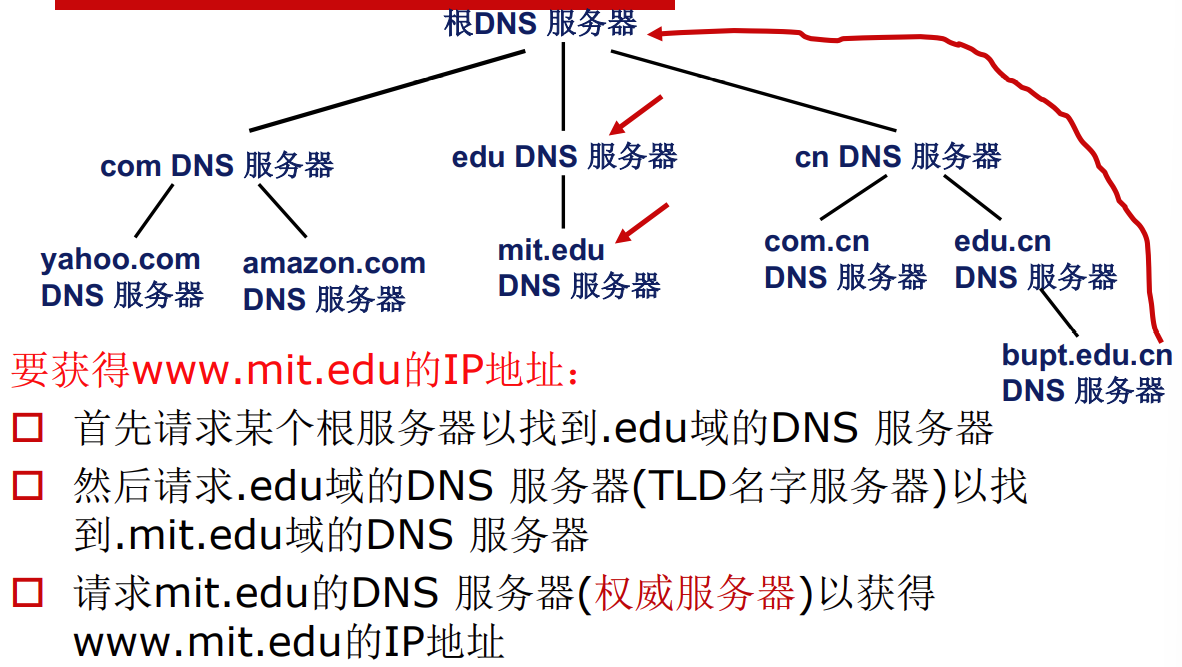 根DNS 服务器
com DNS 服务器
edu DNS 服务器
cn DNS 服务器
yahoo.com
DNS 服务器
amazon.com
DNS 服务器
mit.edu
DNS 服务器
com.cn
DNS 服务器
edu.cn
DNS 服务器
bupt.edu.cn
DNS 服务器
要获得www.mit.edu的IP地址：
首先请求某个根服务器以找到.edu域的DNS 服务器
然后请求.edu域的DNS 服务器(TLD名字服务器)以找
到.mit.edu域的DNS 服务器
请求mit.edu的DNS 服务器(权威服务器)以获得
www.mit.edu的IP地址